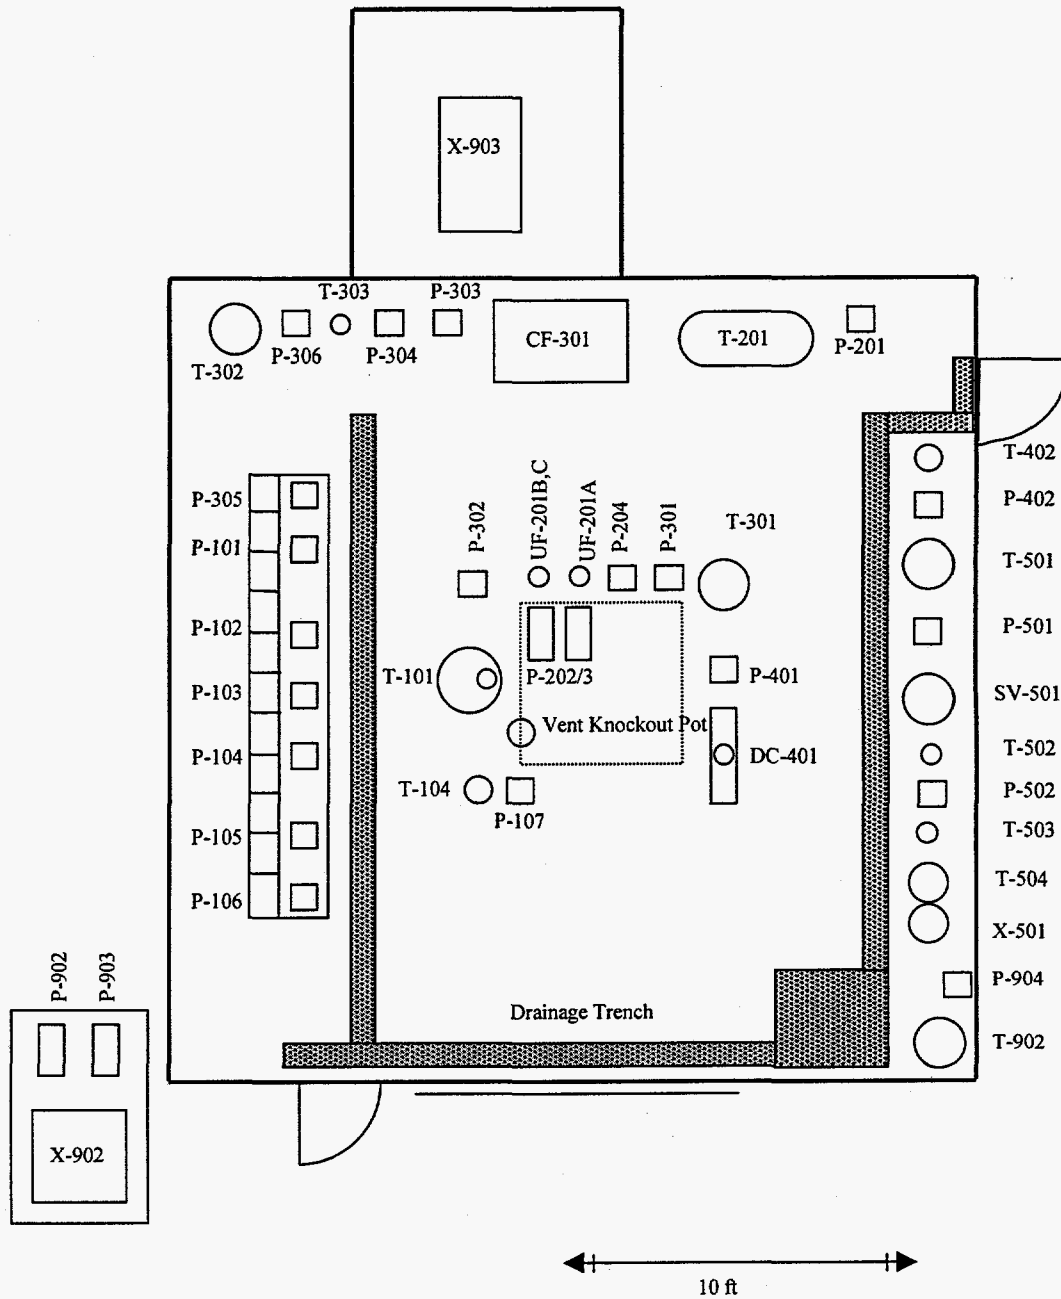 X-903
T-303
P-303
T-302
P-306
P-304
CF-301
T-201
P-201
P-305
P-101
P-102
P-103
P-104
P-105
P-106
P-302
UF-201B,C
UF-201A
P-204
P-301
T-301
T-101
P-202/3
P-401
Vent Knockout Pot
DC-401
T-104
P-107
T-402
P-402
T-501
P-501
SV-501
T-502
P-502
T-503
T-504
X-501
P-904
T-902
Drainage Trench
P-902
P-903
X-902
10 ft